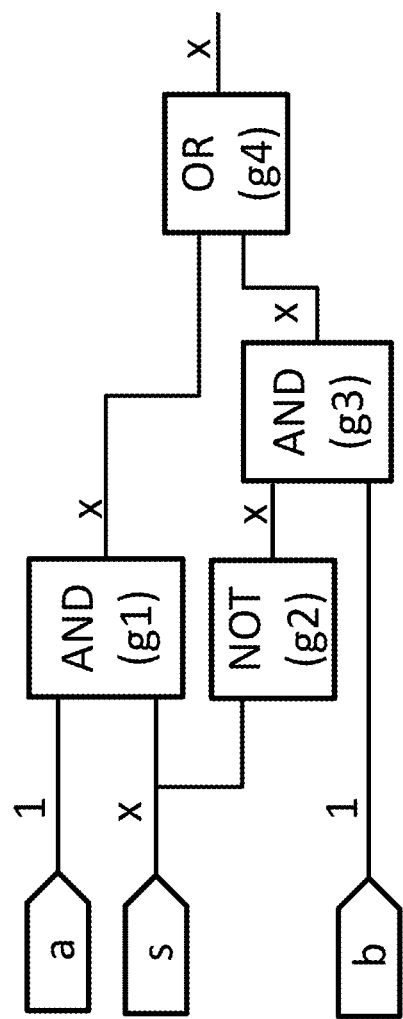 a
1
AND
(g1)
x
s
x
NOT
(g2)
x
b
1
AND
(g3)
x
OR
(g4)
x